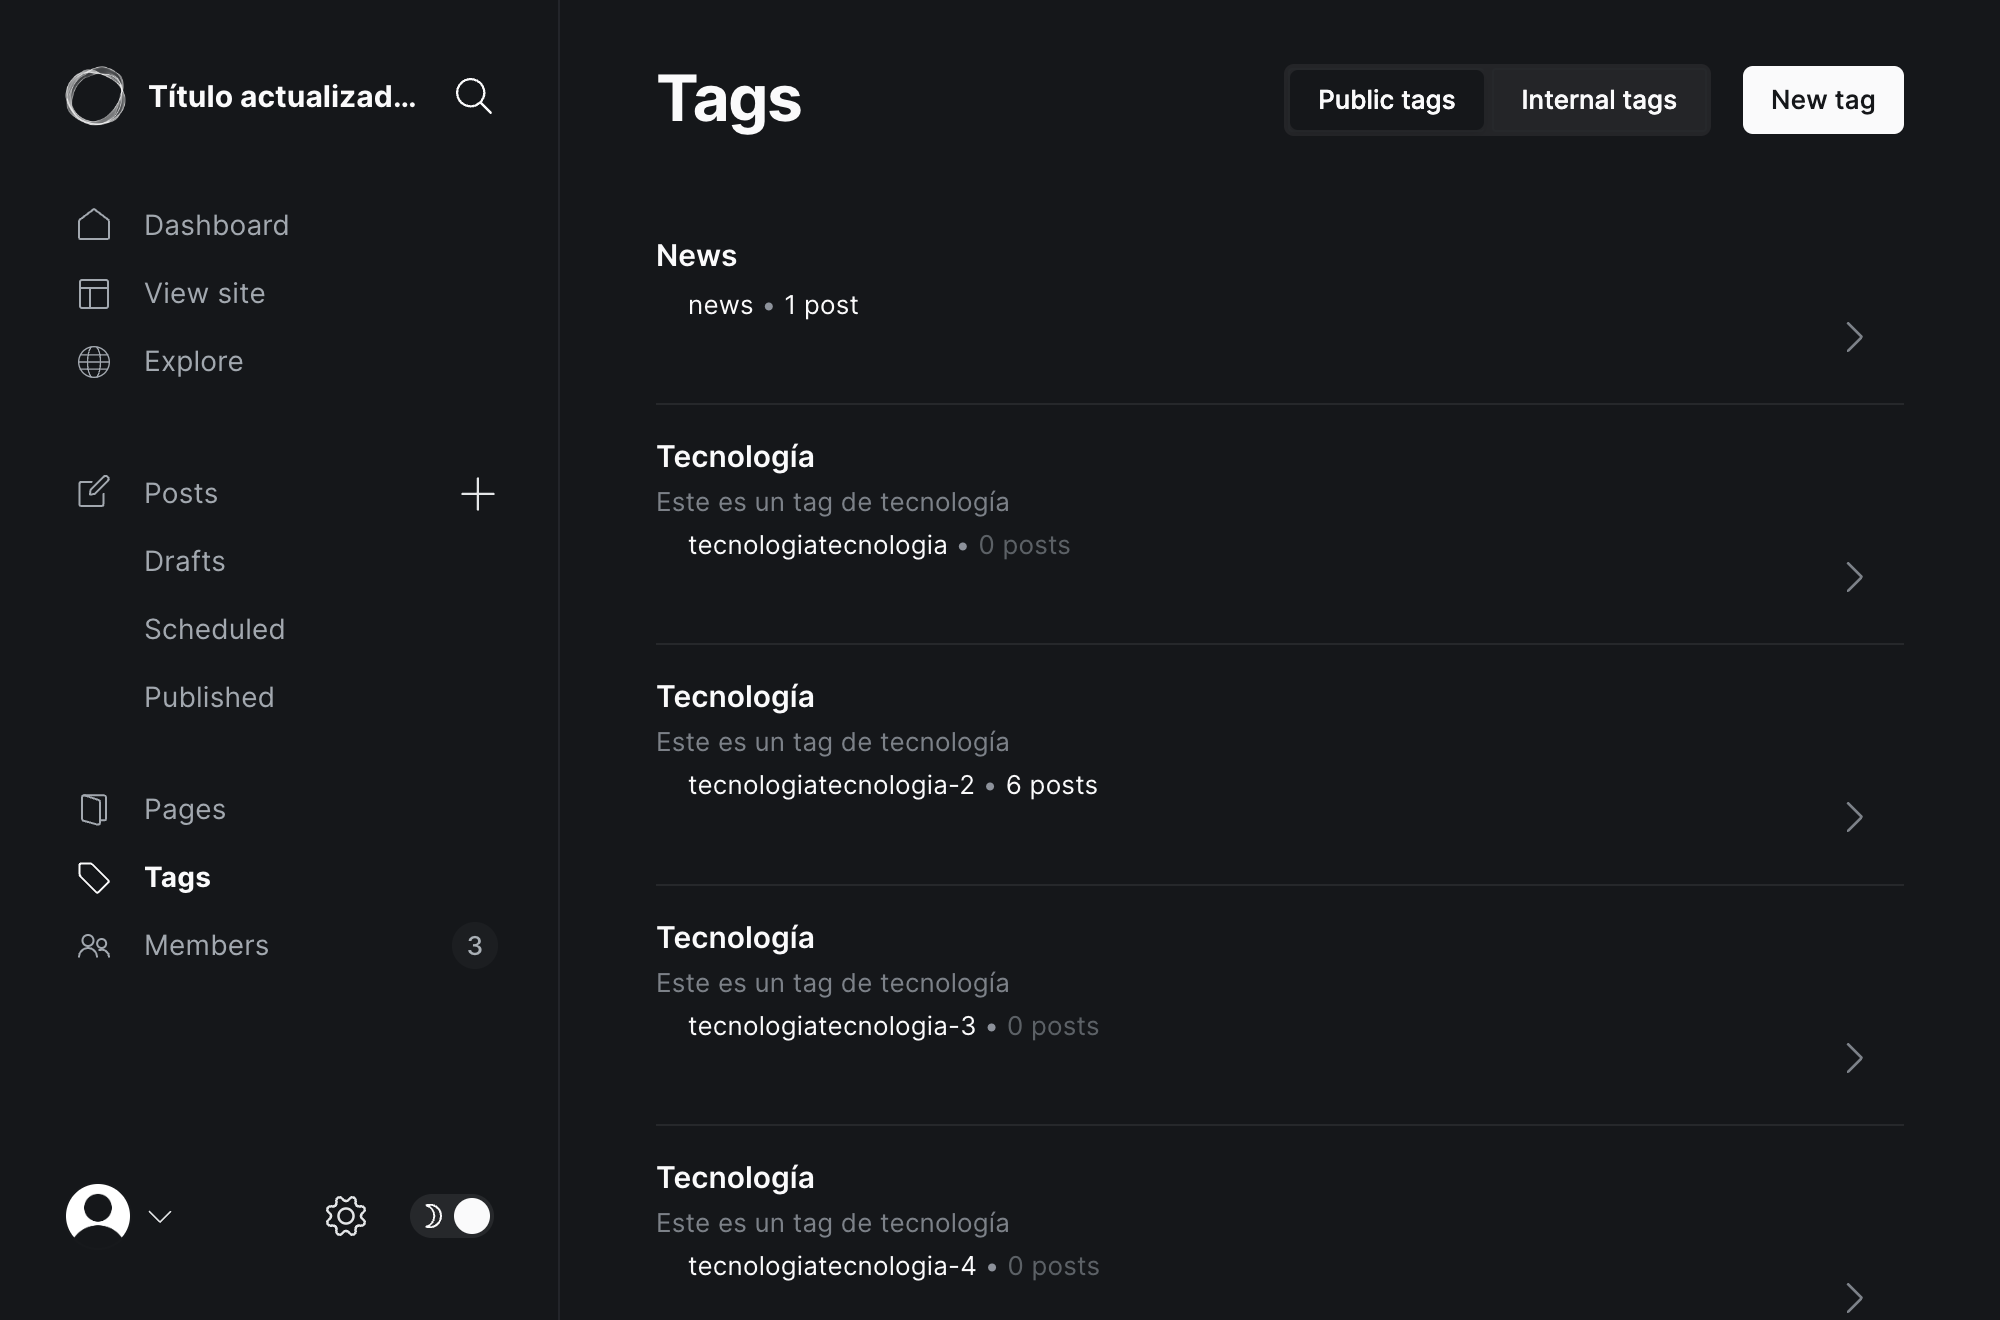 Título actualizad...
Dashboard
View site
Explore
Posts
Drafts
Scheduled
Published
Pages
Tags
Members 3
Tags
Public tags Internal tags New tag
News
news • 1 post
Tecnología
Este es un tag de tecnología
tecnologiatecnologia • 0 posts
Tecnología
Este es un tag de tecnología
tecnologiatecnologia-2 • 6 posts
Tecnología
Este es un tag de tecnología
tecnologiatecnologia-3 • 0 posts
Tecnología
Este es un tag de tecnología
tecnologiatecnologia-4 • 0 posts